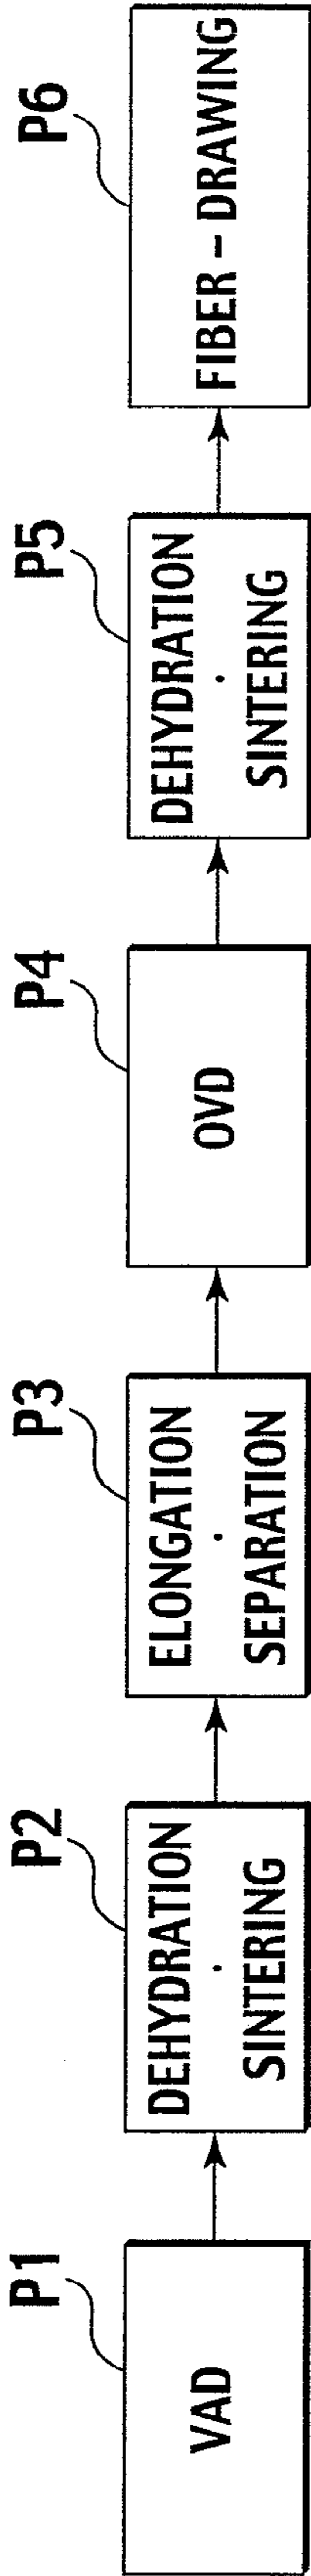 P1
VAD
P2
DEHYDRATION
·
SINTERING
P3
ELONGATION
·
SEPARATION
P4
OVD
P5
DEHYDRATION
·
SINTERING
P6
FIBER-DRAWING